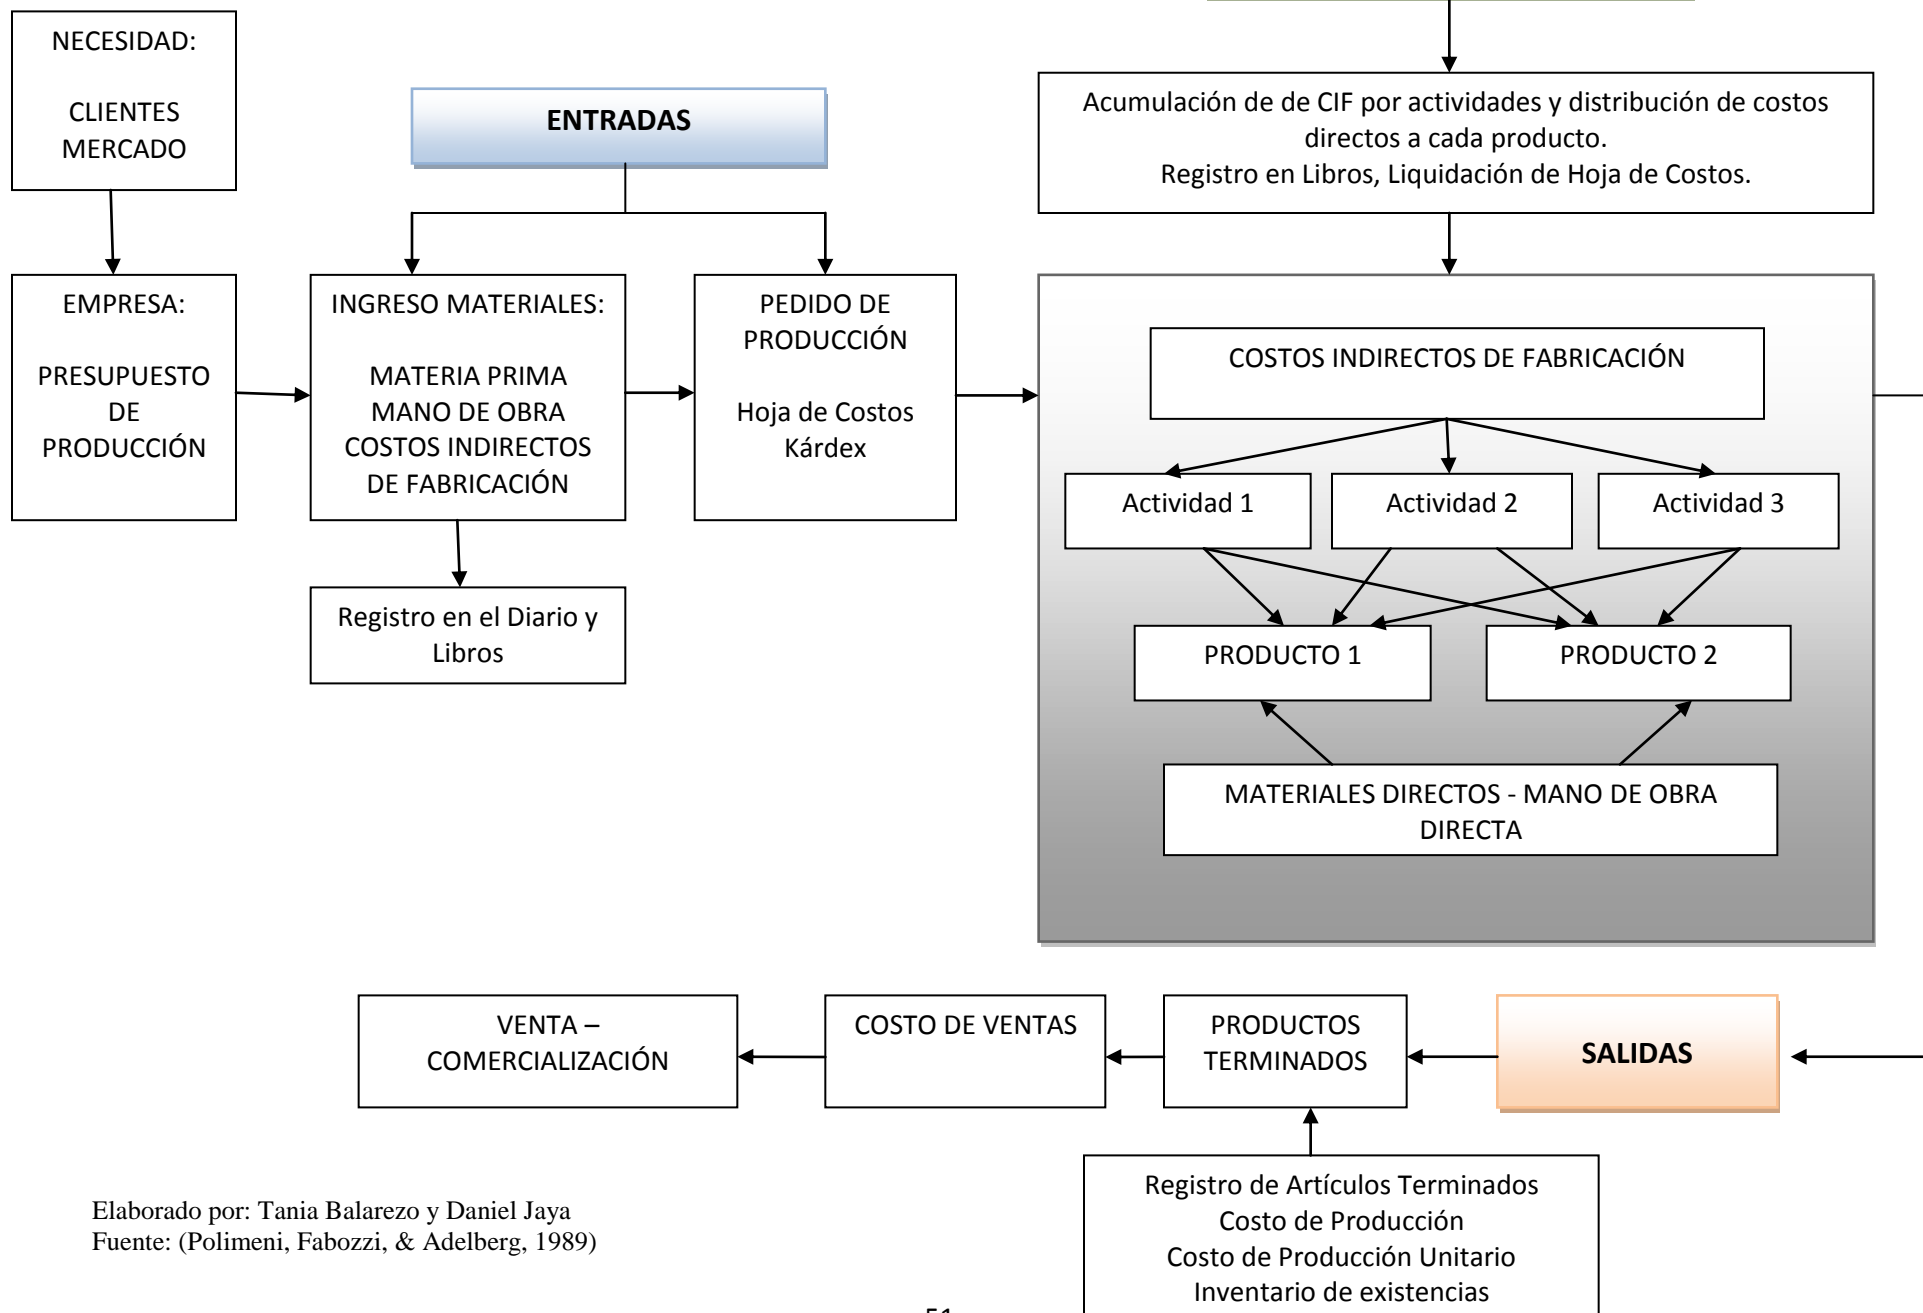 NECESIDAD:
CLIENTES
MERCADO
ENTRADAS
Acumulación de de CIF por actividades y distribución de costos
directos a cada producto.
Registro en Libros, Liquidación de Hoja de Costos.
EMPRESA:
PRESUPUESTO
DE
PRODUCCIÓN
INGRESO MATERIALES:
MATERIA PRIMA
MANO DE OBRA
COSTOS INDIRECTOS
DE FABRICACIÓN
PEDIDO DE
PRODUCCIÓN
Hoja de Costos
Kárdex
COSTOS INDIRECTOS DE FABRICACIÓN
Actividad 1
Actividad 2
Actividad 3
Registro en el Diario y
Libros
PRODUCTO 1
PRODUCTO 2
MATERIALES DIRECTOS - MANO DE OBRA
DIRECTA
VENTA –
COMERCIALIZACIÓN
COSTO DE VENTAS
PRODUCTOS
TERMINADOS
SALIDAS
Registro de Artículos Terminados
Costo de Producción
Costo de Producción Unitario
Inventario de existencias
Elaborado por: Tania Balarezo y Daniel Jaya
Fuente: (Polimeni, Fabozzi, & Adelberg, 1989)